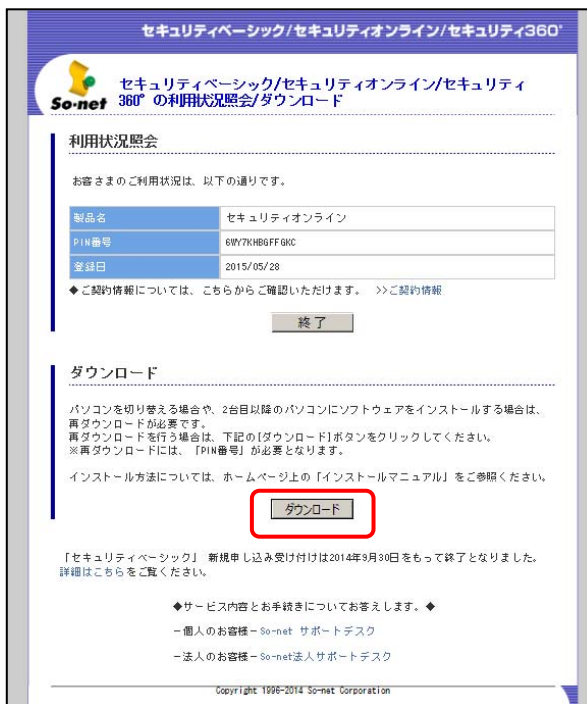 セキュリティベーシック/セキュリティオンライン/セキュリティ360°
So-net
セキュリティベーシック/セキュリティオンライン/セキュリティ
360°の利用状況照会/ダウンロード
利用状況照会
お客さまのご利用状況は、以下の通りです。
製品名 セキュリティオンライン
PIN番号 6WY7KHBGFFGKC
登録日 2015/05/28
◆ご契約情報については、こちらからご確認いただけます。 >>ご契約情報
終了
ダウンロード
パソコンを切り替える場合や、2台目以降のパソコンにソフトウェアをインストールする場合は、
再ダウンロードが必要です。
再ダウンロードを行う場合は、下記の[ダウンロード]ボタンをクリックしてください。
※再ダウンロードには、「PIN番号」が必要となります。
インストール方法については、ホームページ上の「インストールマニュアル」をご参照ください。
ダウンロード
「セキュリティベーシック」 新規申し込み受け付けは2014年9月30日をもって終了となりました。
詳細はこちらをご覧ください。
◆サービス内容とお手続きについてお答えします。◆
－個人のお客様－So-net サポートデスク
－法人のお客様－So-net法人サポートデスク
Copyright 1996-2014 So-net Corporation